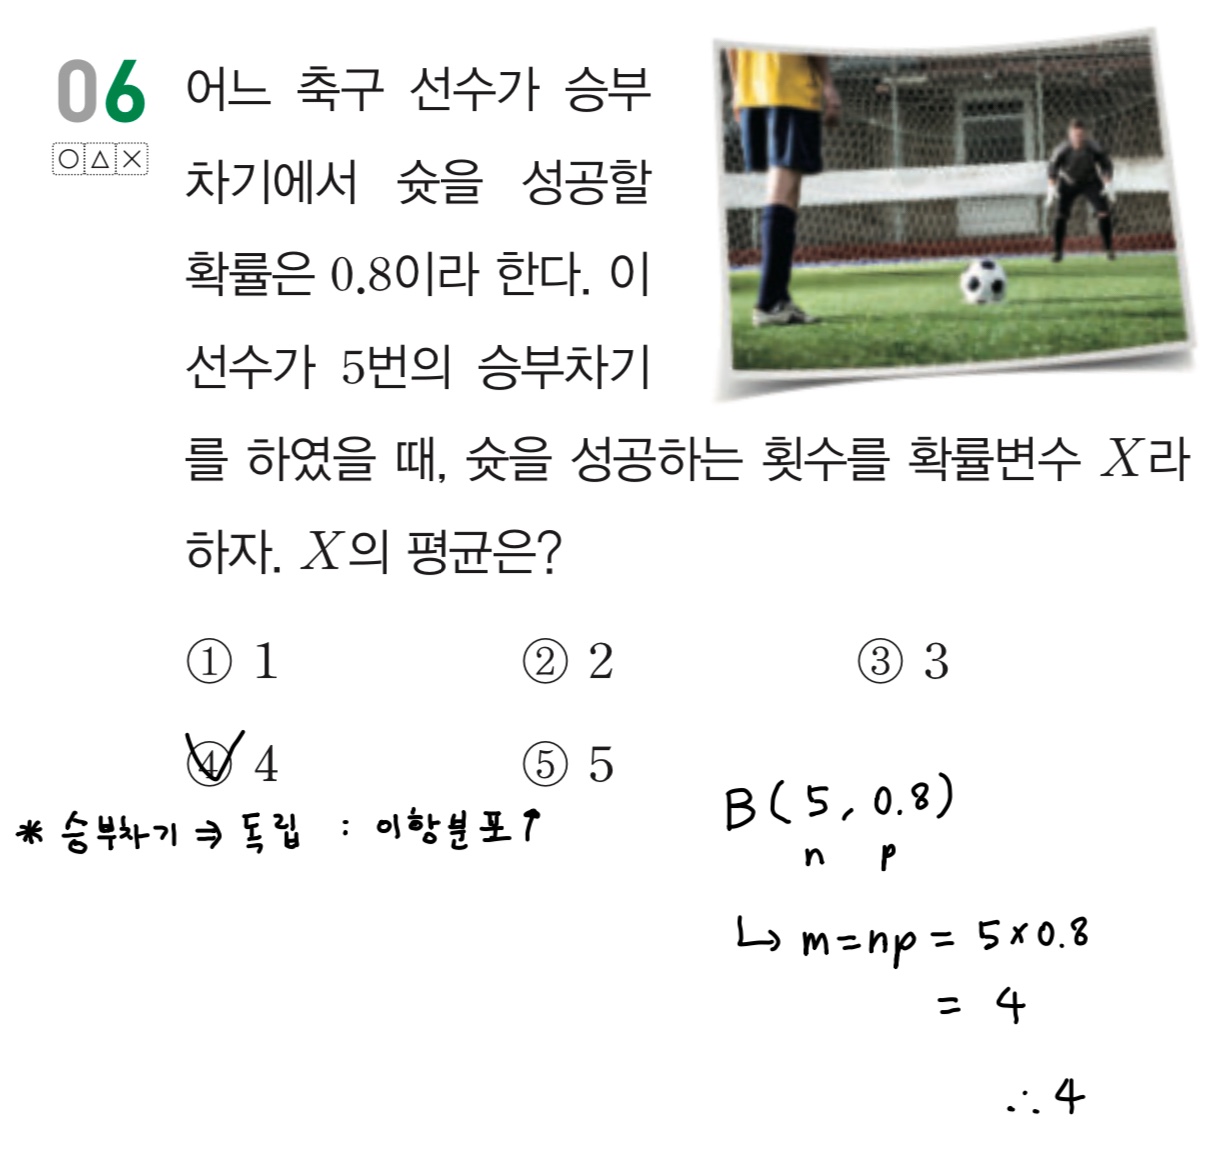 06
○△×
어느 축구 선수가 승부
차기에서 슛을 성공할
확률은 0.8이라 한다. 이
선수가 5번의 승부차기
를 하였을 때, 슛을 성공하는 횟수를 확률변수 X라
하자. X의 평균은?
① 1 ② 2 ③ 3
④ 4 ⑤ 5
* 승부차기 ⇒ 독립 : 이항분포↑
B(5, 0.8)
n p
↳ m=np = 5×0.8
= 4
∴ 4